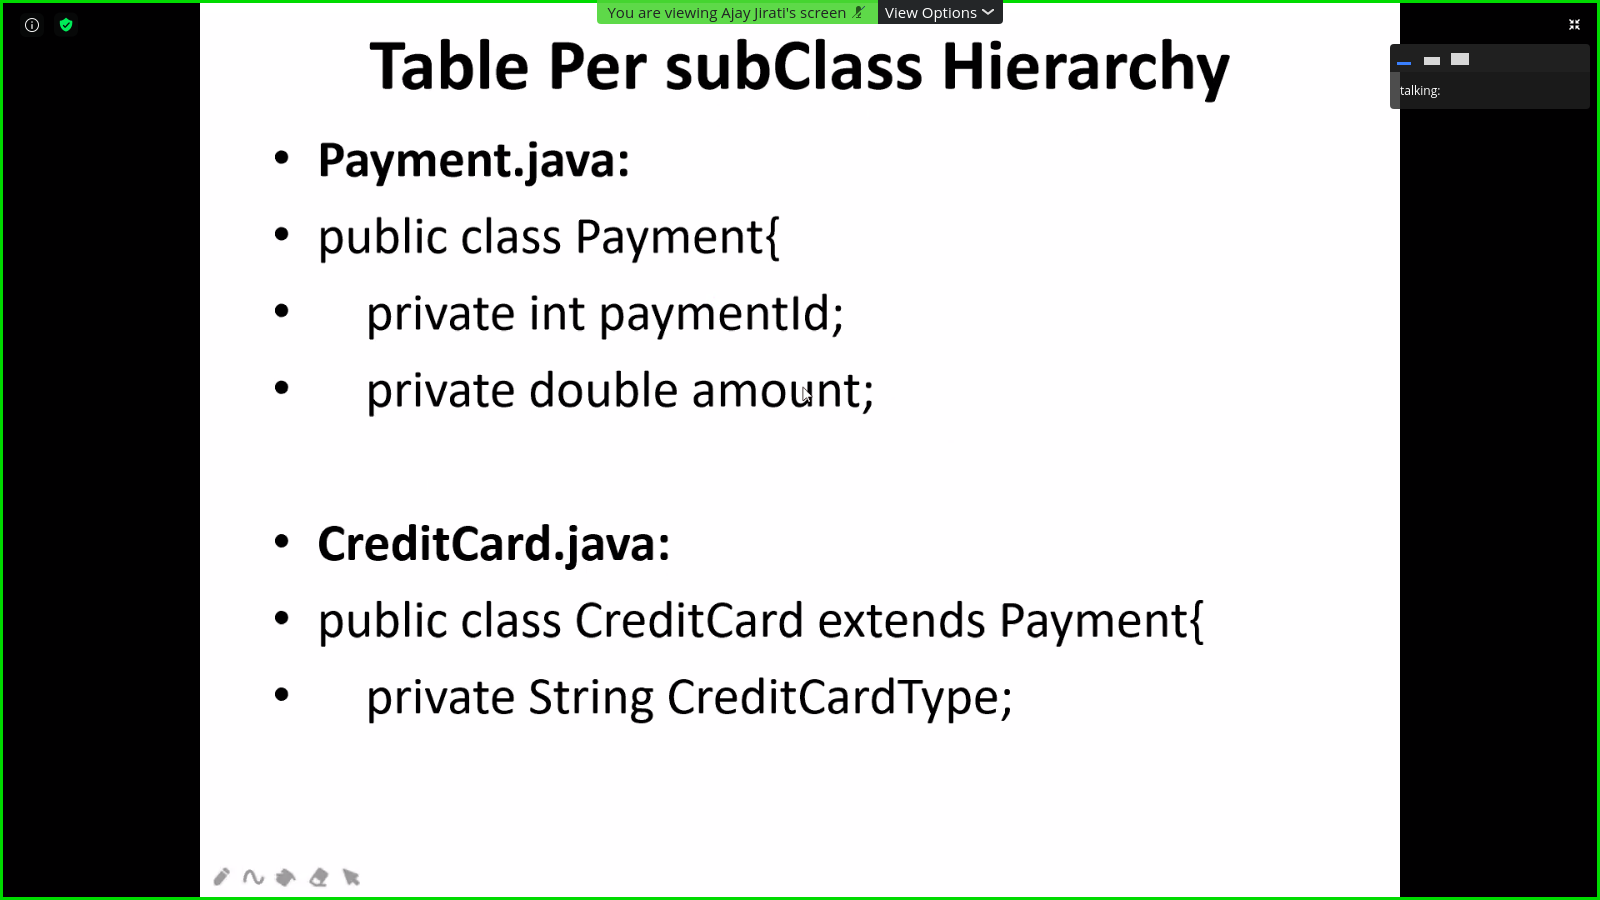 You are viewing Ajay Jirati's screen
View Options
talking:
Table Per subClass Hierarchy
• Payment.java:
• public class Payment{
• private int paymentId;
• private double amount;
• CreditCard.java:
• public class CreditCard extends Payment{
• private String CreditCardType;